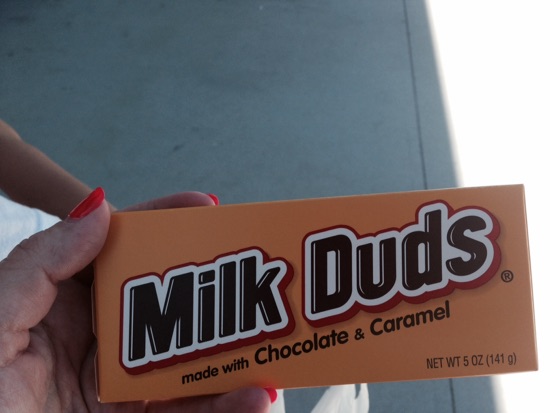 Milk Duds®
made with Chocolate & Caramel
NET WT 5 OZ (141 g)